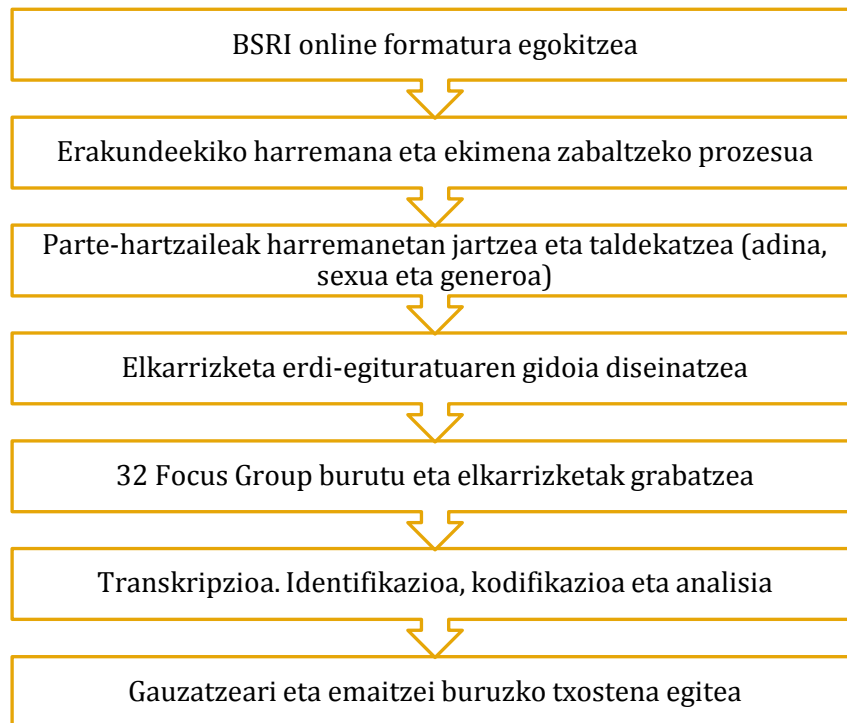 BSRI online formatura egokitzea
Erakundeekiko harremana eta ekimena zabaltzeko prozesua
Parte-hartzaileak harremanetan jartzea eta taldekatzea (adina,
sexua eta generoa)
Elkarrizketa erdi-egituratuaren gidoia diseinatzea
32 Focus Group burutu eta elkarrizketak grabatzea
Transkripzioa. Identifikazioa, kodifikazioa eta analisia
Gauzatzeari eta emaitzei buruzko txostena egitea